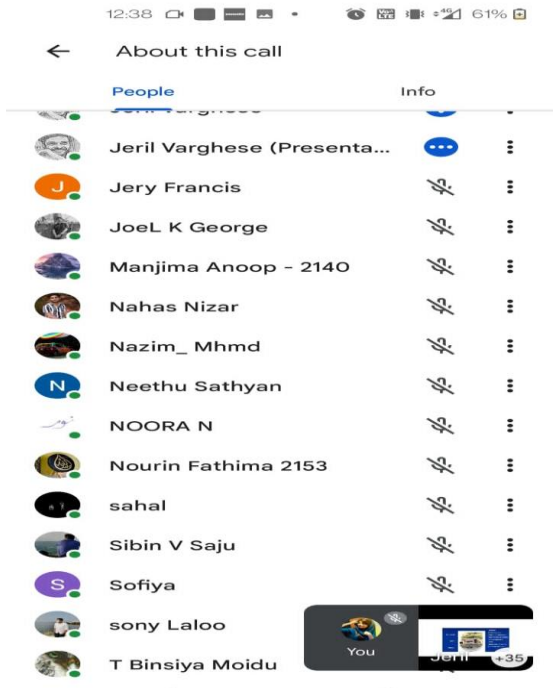 12:38 61%
About this call
People Info
Jeril Varghese (Presenta...
J Jery Francis
JoeL K George
Manjima Anoop - 2140
Nahas Nizar
Nazim_ Mhmd
N Neethu Sathyan
NOORA N
Nourin Fathima 2153
sahal
Sibin V Saju
S Sofiya
sony Laloo
You
T Binsiya Moidu
+35